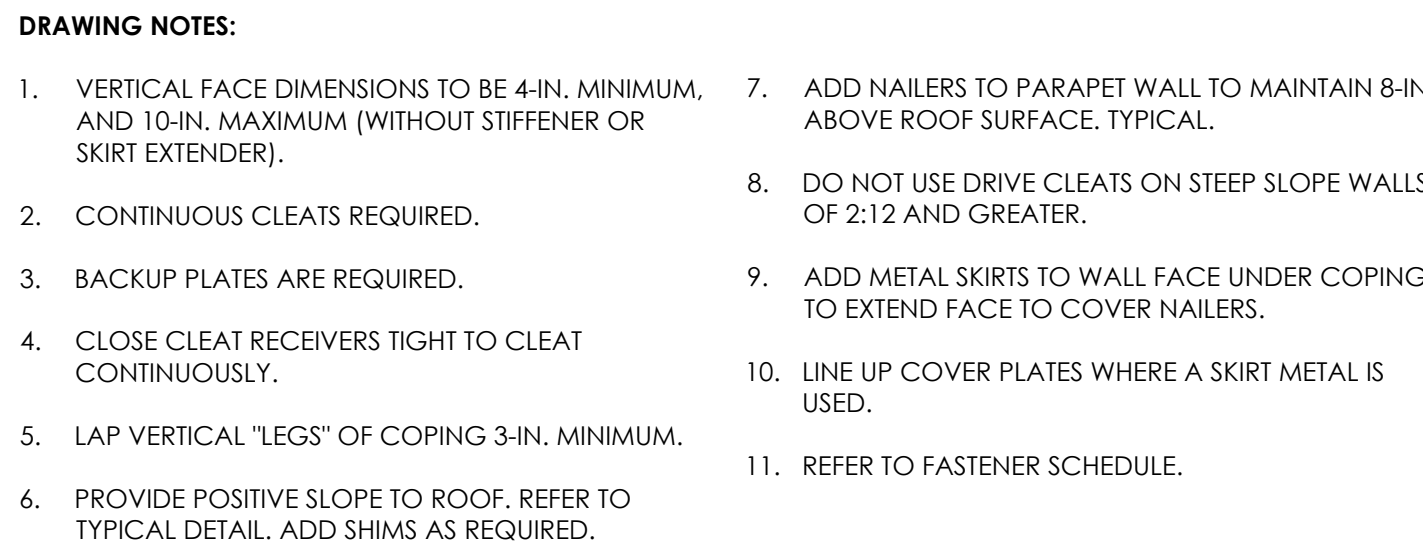 DRAWING NOTES:
1. VERTICAL FACE DIMENSIONS TO BE 4-IN. MINIMUM,
AND 10-IN. MAXIMUM (WITHOUT STIFFENER OR
SKIRT EXTENDER).
2. CONTINUOUS CLEATS REQUIRED.
3. BACKUP PLATES ARE REQUIRED.
4. CLOSE CLEAT RECEIVERS TIGHT TO CLEAT
CONTINUOUSLY.
5. LAP VERTICAL "LEGS" OF COPING 3-IN. MINIMUM.
6. PROVIDE POSITIVE SLOPE TO ROOF. REFER TO
TYPICAL DETAIL. ADD SHIMS AS REQUIRED.
7. ADD NAILERS TO PARAPET WALL TO MAINTAIN 8-IN
ABOVE ROOF SURFACE. TYPICAL.
8. DO NOT USE DRIVE CLEATS ON STEEP SLOPE WALLS
OF 2:12 AND GREATER.
9. ADD METAL SKIRTS TO WALL FACE UNDER COPING
TO EXTEND FACE TO COVER NAILERS.
10. LINE UP COVER PLATES WHERE A SKIRT METAL IS
USED.
11. REFER TO FASTENER SCHEDULE.